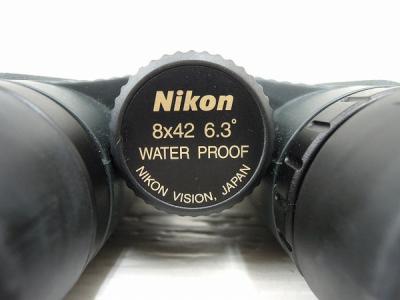 Nikon
8x42 6.3°
WATER PROOF
NIKON VISION, JAPAN